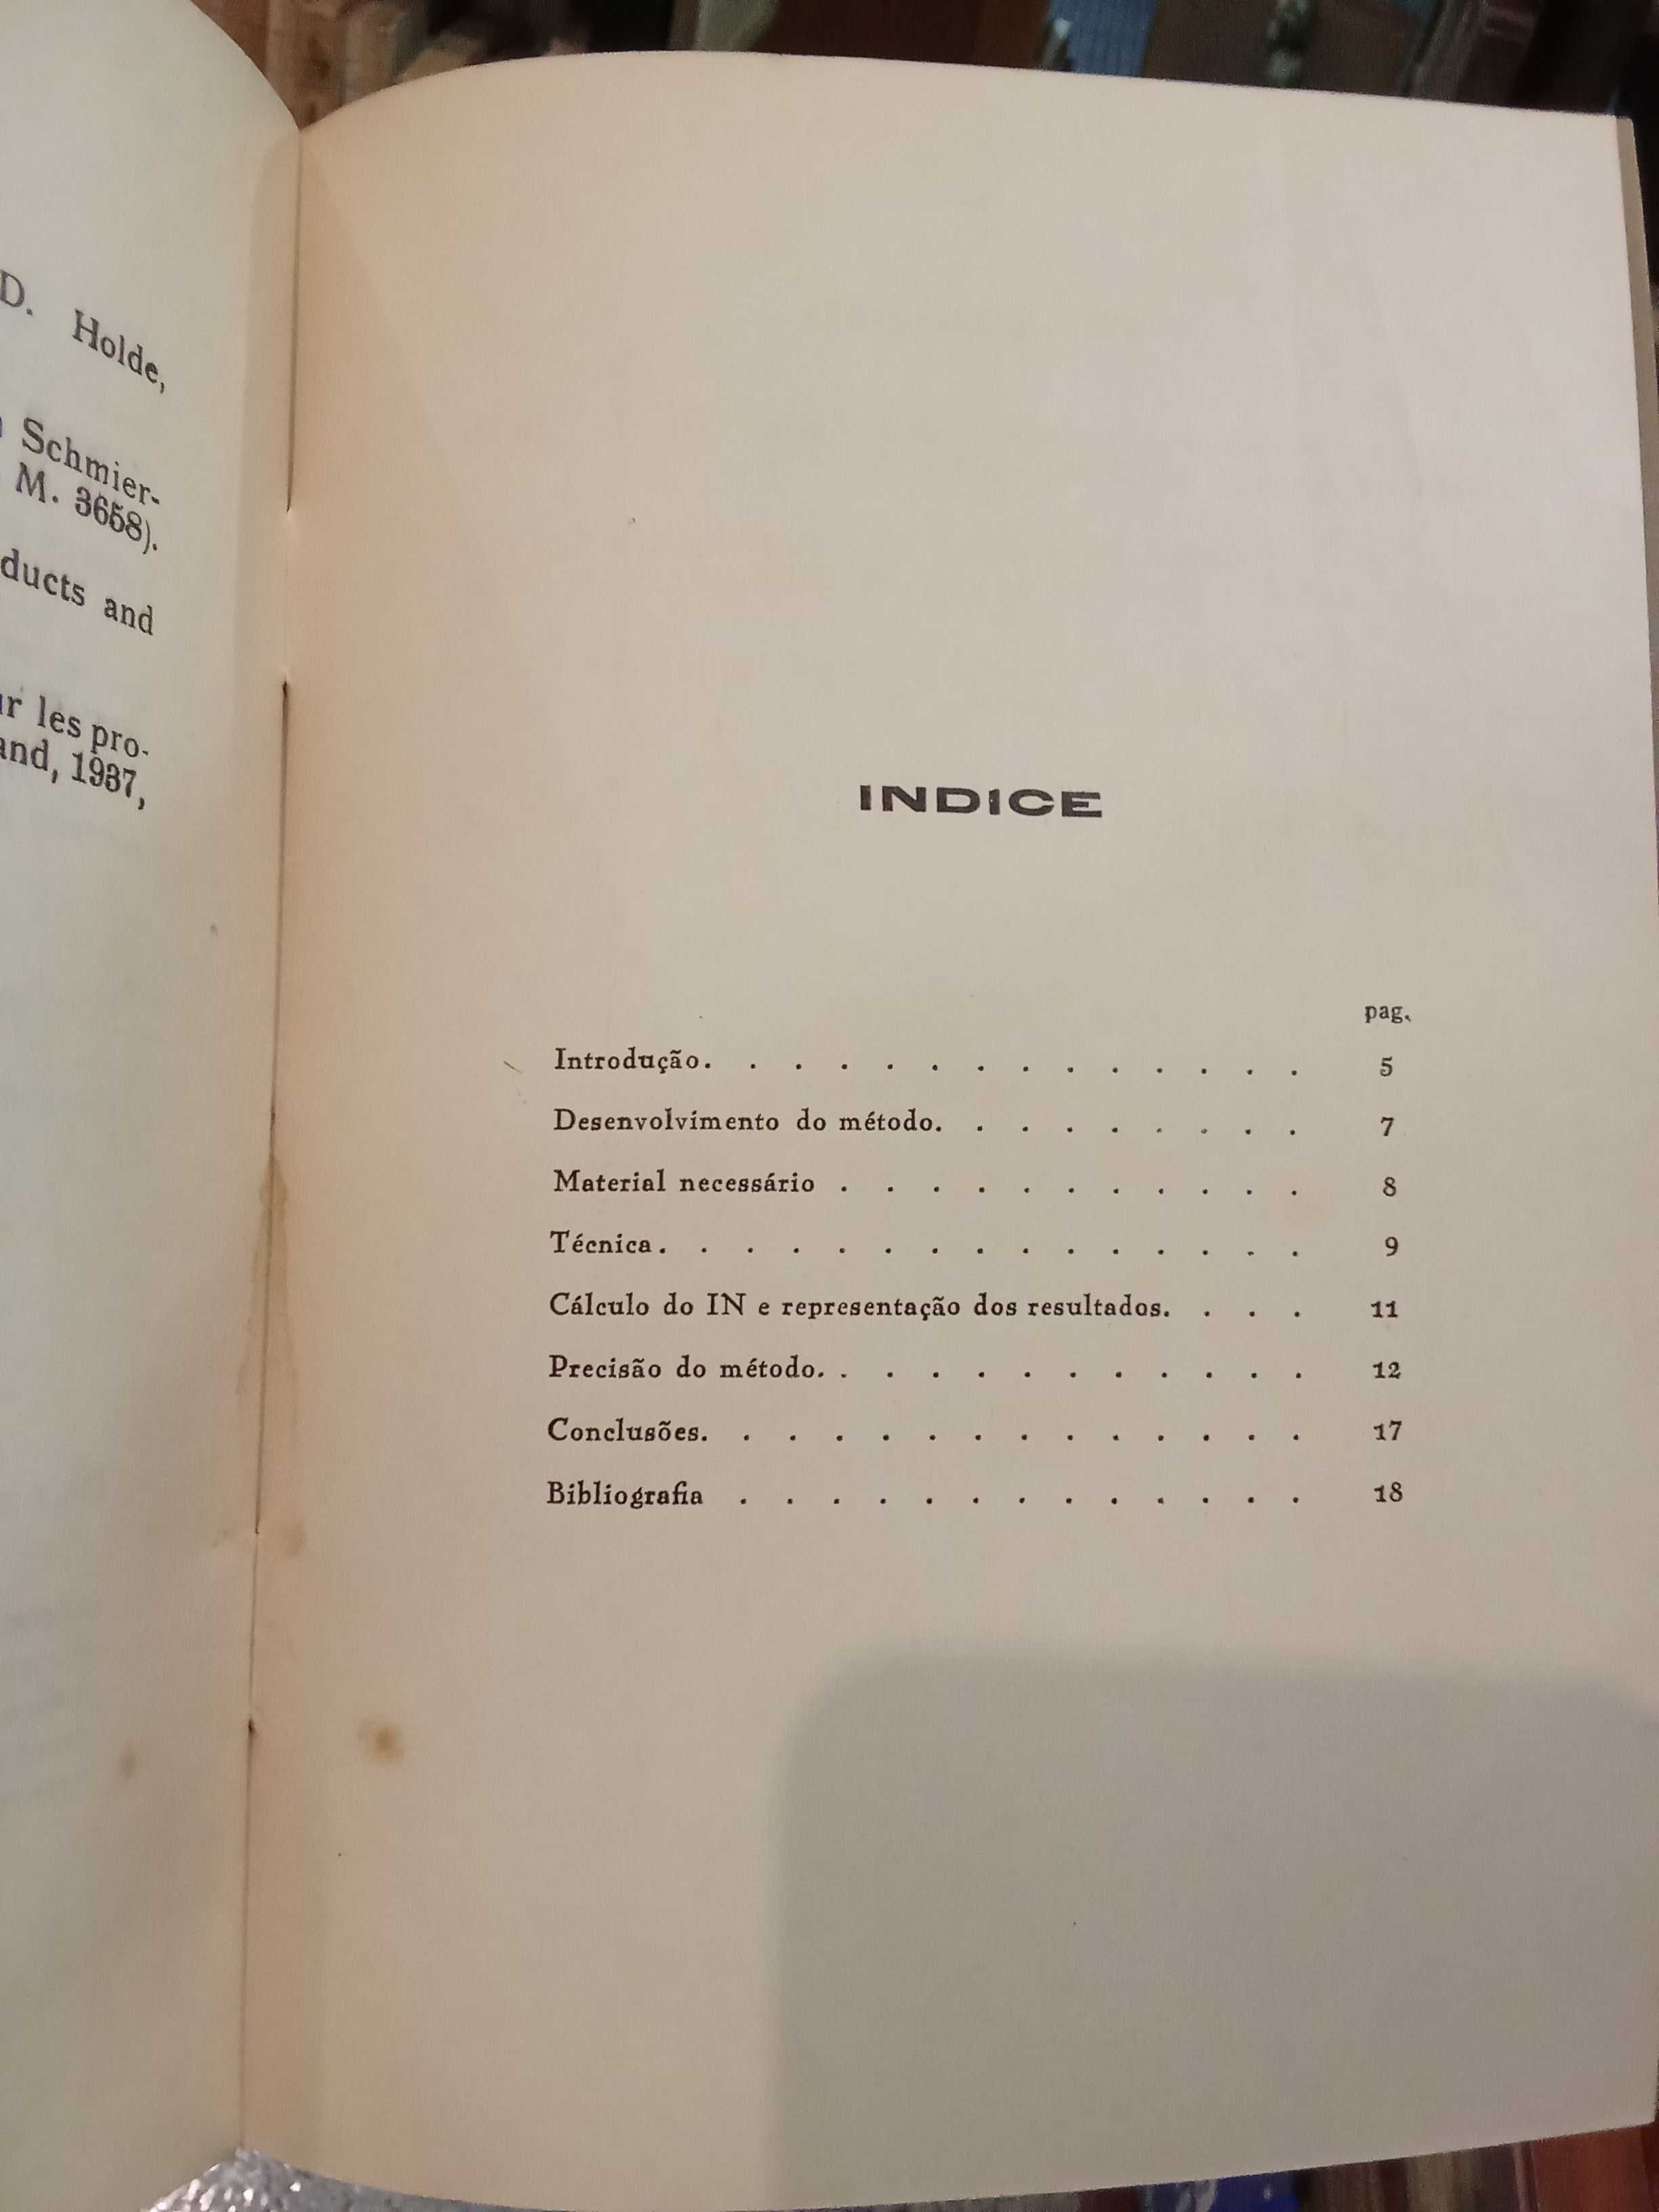 D. Holde,
Schmier-
M. 3658).
ducts and
les pro-
and, 1937,
INDICE
pag.
Introdução. . . . . . . . . . . . . . 5
Desenvolvimento do método. . . . . . . . . 7
Material necessário . . . . . . . . . . . 8
Técnica. . . . . . . . . . . . . . . 9
Cálculo do IN e representação dos resultados. . . . 11
Precisão do método. . . . . . . . . . . . 12
Conclusões. . . . . . . . . . . . . . 17
Bibliografia . . . . . . . . . . . . . 18